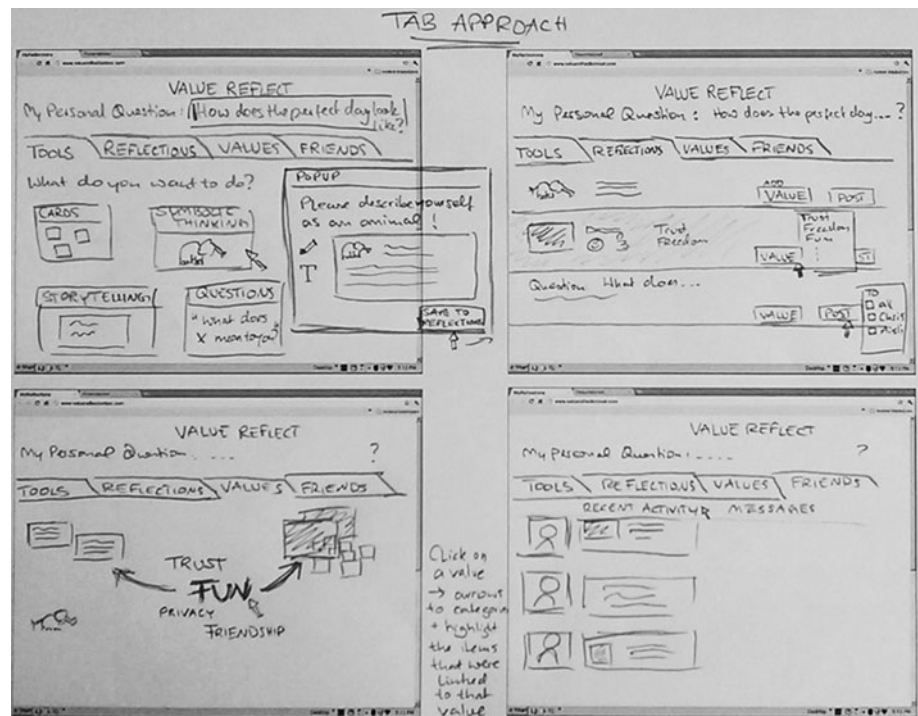 TAB APPROACH
VALUE REFLECT
My Personal Question: How does the perfect day look like?
TOOLS REFLECTIONS VALUES FRIENDS
What do you want to do?
CARDS
SYMBOLIC THINKING
STORYTELLING
QUESTIONS
"What does
X mean to you?"
POPUP
Please describe yourself
as an animal!
T
SAVE TO
REFLECTIONS
VALUE REFLECT
My Personal Question: How does the perfect day....?
TOOLS REFLECTIONS VALUES FRIENDS
ADD
VALUE POST
Trust
Freedom
Trust
Freedom
Fun
VALUE
Question What does...
VALUE POST
TO
all
VALUE REFLECT
My Personal Question..... ?
TOOLS REFLECTIONS VALUES FRIENDS
TRUST
FUN
PRIVACY
FRIENDSHIP
Click on
a value
→ arrows
to categories
+ highlight
the items
that were
linked
to that
value
VALUE REFLECT
My Personal Question:..... ?
TOOLS REFLECTIONS VALUES FRIENDS
RECENT ACTIVITY MESSAGES